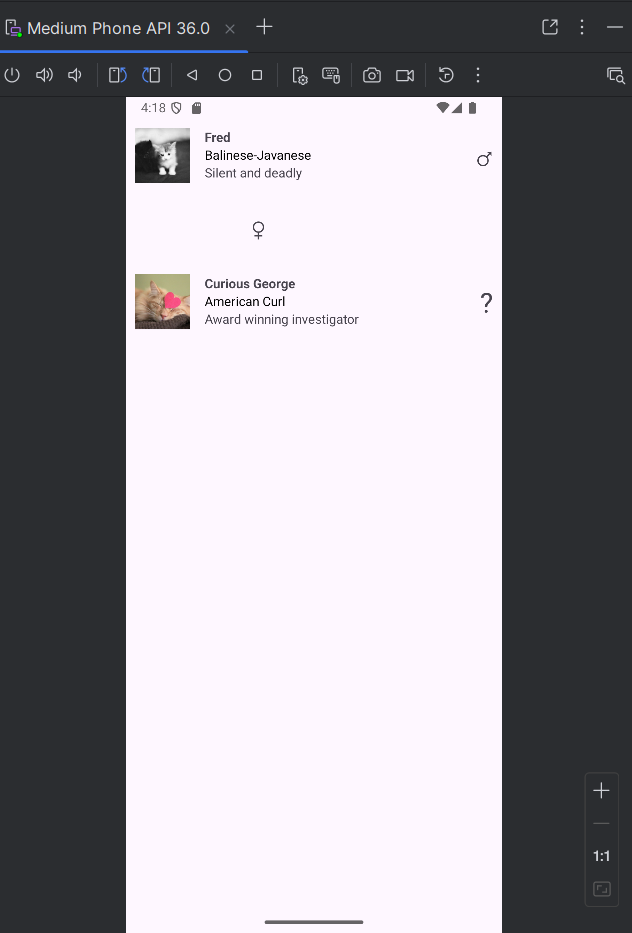 Medium Phone API 36.0
4:18
Fred
Balinese-Javanese
♂
Silent and deadly
♀
Curious George
American Curl
?
Award winning investigator
1:1